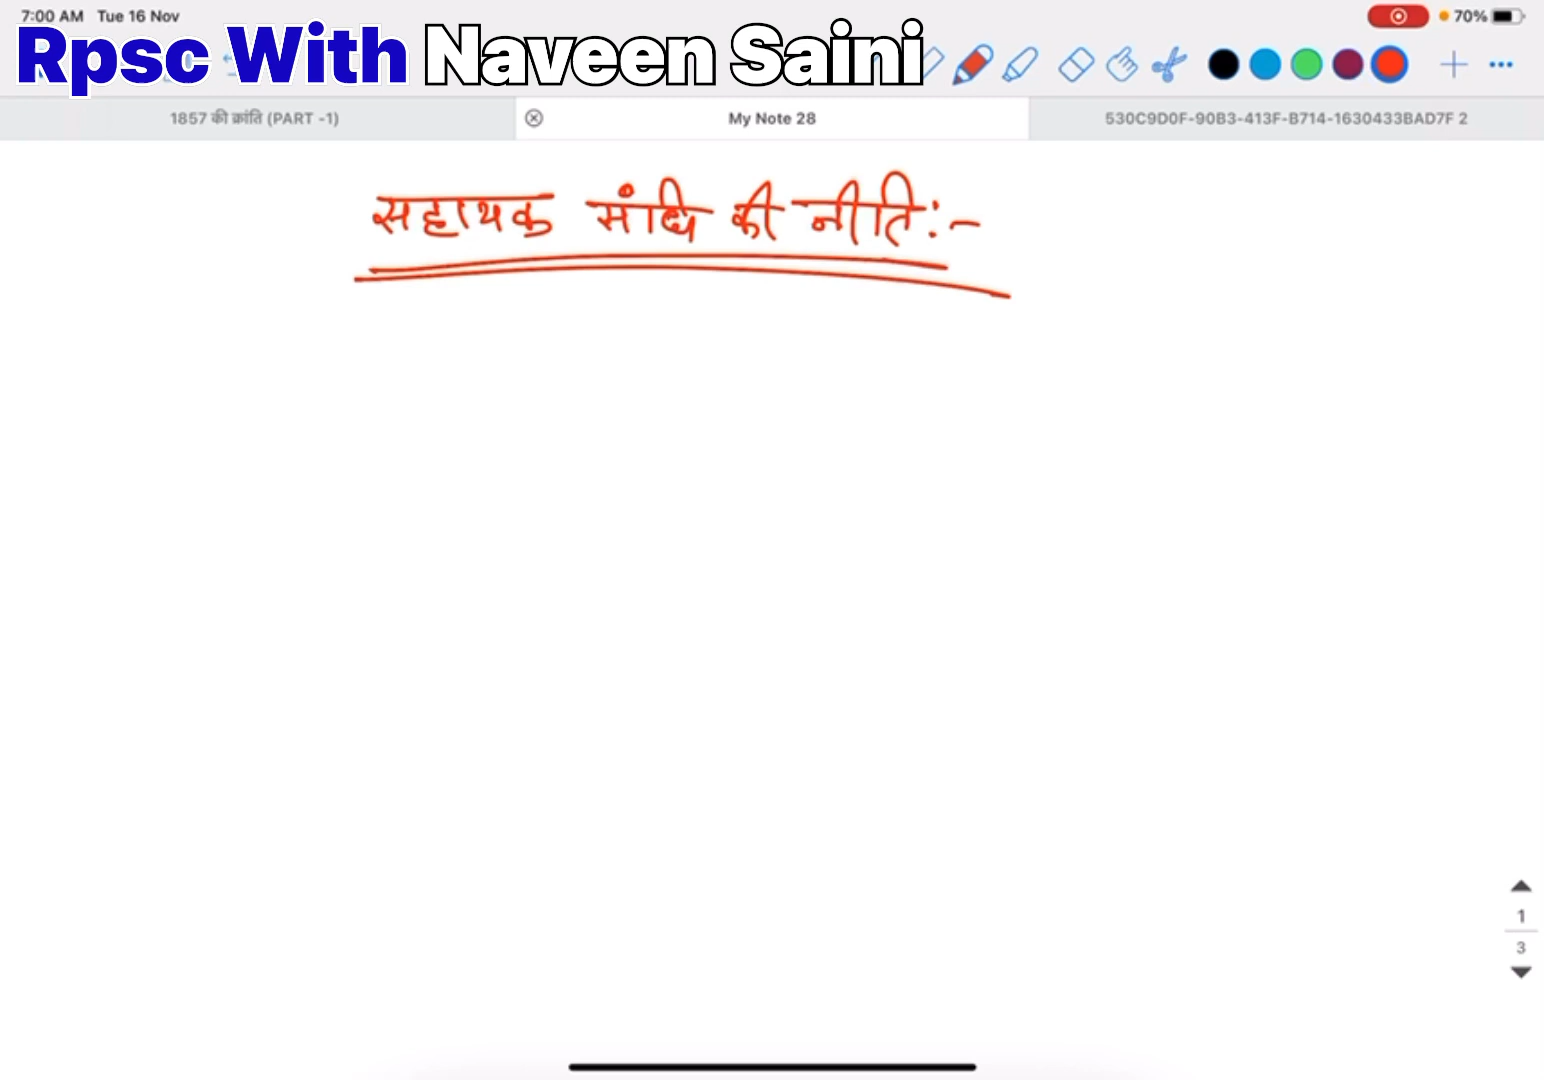 7:00 AM Tue 16 Nov
70%
Rpsc With Naveen Saini
1857 की क्रांति (PART -1)
My Note 28
530C9D0F-90B3-413F-B714-1630433BAD7F 2
सहायक संधि की नीति:-
1
3